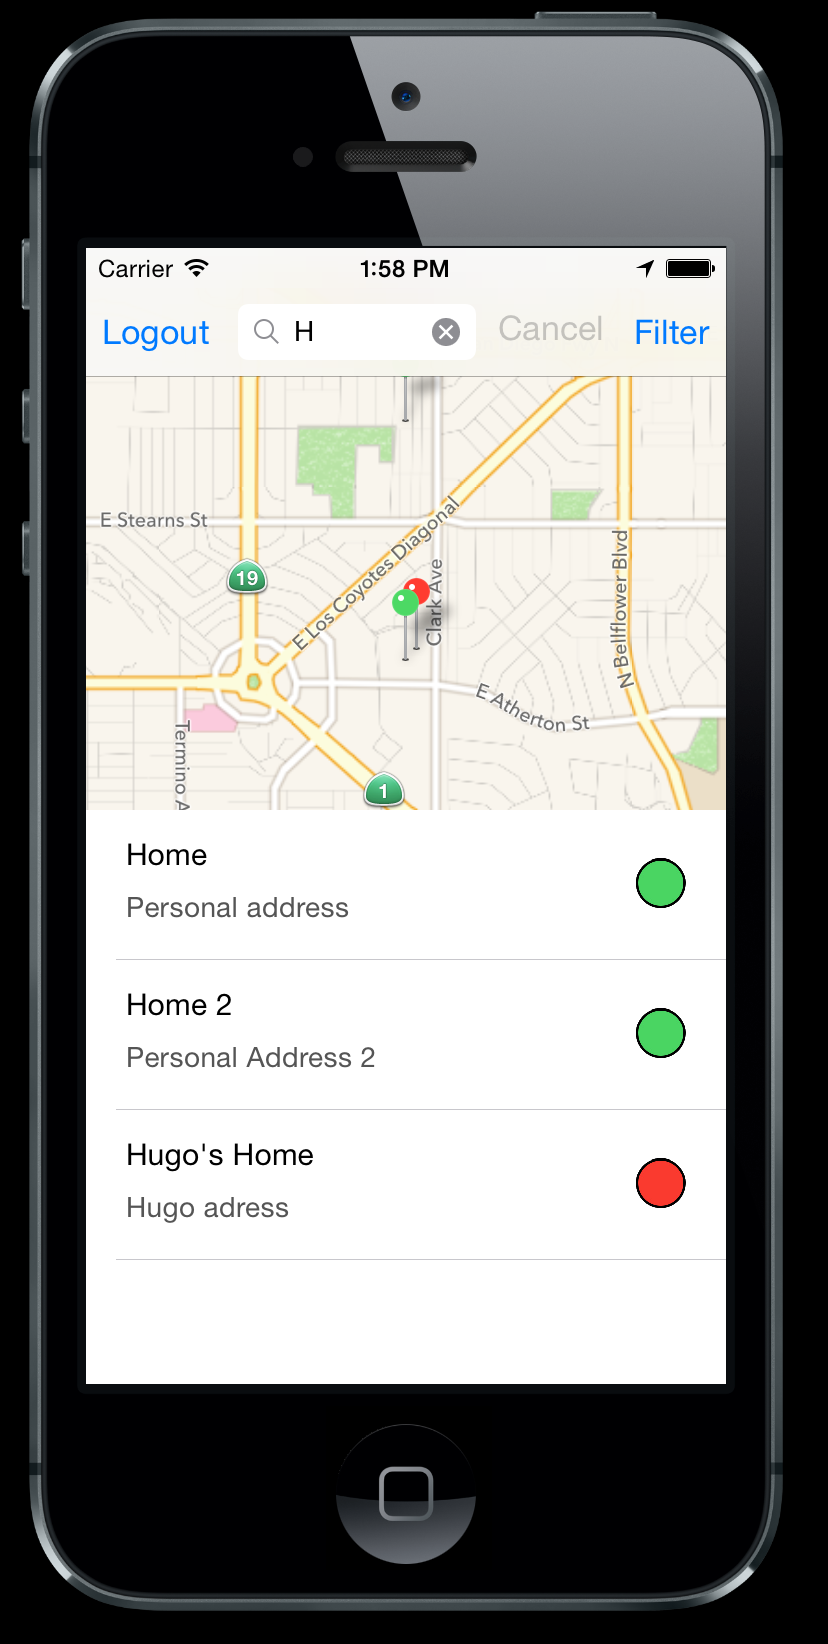 Carrier 1:58 PM
Logout H Cancel Filter
E Stearns St
E Los Coyotes Diagonal
19
Clark Ave
N Bellflower Blvd
E Atherton St
Termino A
1
Home
Personal address
Home 2
Personal Address 2
Hugo's Home
Hugo adress